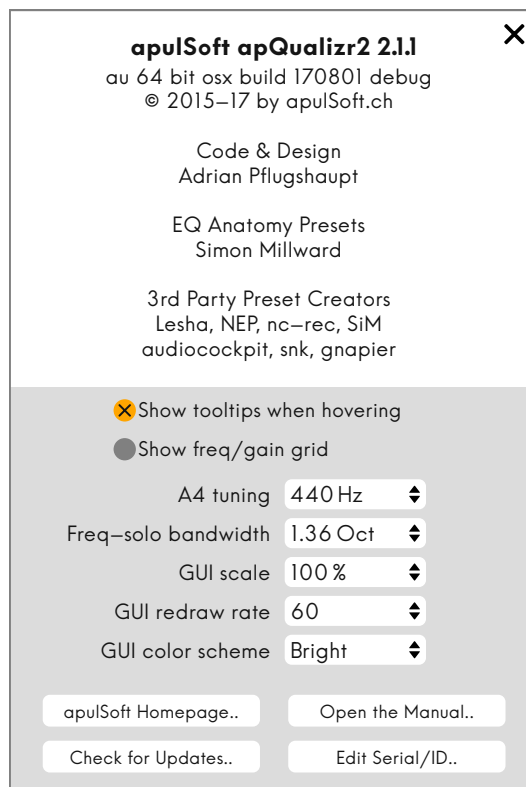 apulSoft apQualizr2 2.1.1
au 64 bit osx build 170801 debug
© 2015–17 by apulSoft.ch
Code & Design
Adrian Pflugshaupt
EQ Anatomy Presets
Simon Millward
3rd Party Preset Creators
Lesha, NEP, nc–rec, SiM
audiocockpit, snk, gnapier
Show tooltips when hovering
Show freq/gain grid
A4 tuning 440 Hz
Freq–solo bandwidth 1.36 Oct
GUI scale 100 %
GUI redraw rate 60
GUI color scheme Bright
apulSoft Homepage.. Open the Manual..
Check for Updates.. Edit Serial/ID..